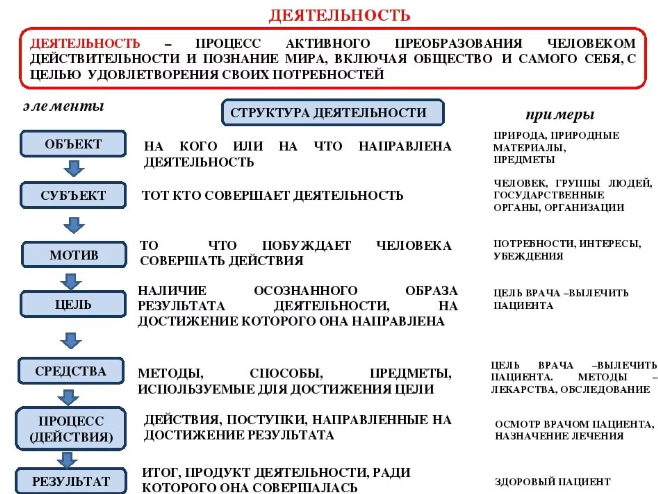 ДЕЯТЕЛЬНОСТЬ
ДЕЯТЕЛЬНОСТЬ – ПРОЦЕСС АКТИВНОГО ПРЕОБРАЗОВАНИЯ ЧЕЛОВЕКОМ
ДЕЙСТВИТЕЛЬНОСТИ И ПОЗНАНИЕ МИРА, ВКЛЮЧАЯ ОБЩЕСТВО И САМОГО СЕБЯ, С
ЦЕЛЬЮ УДОВЛЕТВОРЕНИЯ СВОИХ ПОТРЕБНОСТЕЙ
элементы
СТРУКТУРА ДЕЯТЕЛЬНОСТИ
примеры
ОБЪЕКТ
НА КОГО ИЛИ НА ЧТО НАПРАВЛЕНА
ДЕЯТЕЛЬНОСТЬ
ПРИРОДА, ПРИРОДНЫЕ
МАТЕРИАЛЫ,
ПРЕДМЕТЫ
СУБЪЕКТ
ТОТ КТО СОВЕРШАЕТ ДЕЯТЕЛЬНОСТЬ
ЧЕЛОВЕК, ГРУППЫ ЛЮДЕЙ,
ГОСУДАРСТВЕННЫЕ
ОРГАНЫ, ОРГАНИЗАЦИИ
МОТИВ
ТО ЧТО ПОБУЖДАЕТ ЧЕЛОВЕКА
СОВЕРШАТЬ ДЕЙСТВИЯ
ПОТРЕБНОСТИ, ИНТЕРЕСЫ,
УБЕЖДЕНИЯ
ЦЕЛЬ
НАЛИЧИЕ ОСОЗНАННОГО ОБРАЗА
РЕЗУЛЬТАТА ДЕЯТЕЛЬНОСТИ, НА
ДОСТИЖЕНИЕ КОТОРОГО ОНА НАПРАВЛЕНА
ЦЕЛЬ ВРАЧА –ВЫЛЕЧИТЬ
ПАЦИЕНТА
СРЕДСТВА
МЕТОДЫ, СПОСОБЫ, ПРЕДМЕТЫ,
ИСПОЛЬЗУЕМЫЕ ДЛЯ ДОСТИЖЕНИЯ ЦЕЛИ
ЦЕЛЬ ВРАЧА –ВЫЛЕЧИТЬ
ПАЦИЕНТА. МЕТОДЫ –
ЛЕКАРСТВА, ОБСЛЕДОВАНИЕ
ПРОЦЕСС
(ДЕЙСТВИЯ)
ДЕЙСТВИЯ, ПОСТУПКИ, НАПРАВЛЕННЫЕ НА
ДОСТИЖЕНИЕ РЕЗУЛЬТАТА
ОСМОТР ВРАЧОМ ПАЦИЕНТА,
НАЗНАЧЕНИЕ ЛЕЧЕНИЯ
РЕЗУЛЬТАТ
ИТОГ, ПРОДУКТ ДЕЯТЕЛЬНОСТИ, РАДИ
КОТОРОГО ОНА СОВЕРШАЛАСЬ
ЗДОРОВЫЙ ПАЦИЕНТ